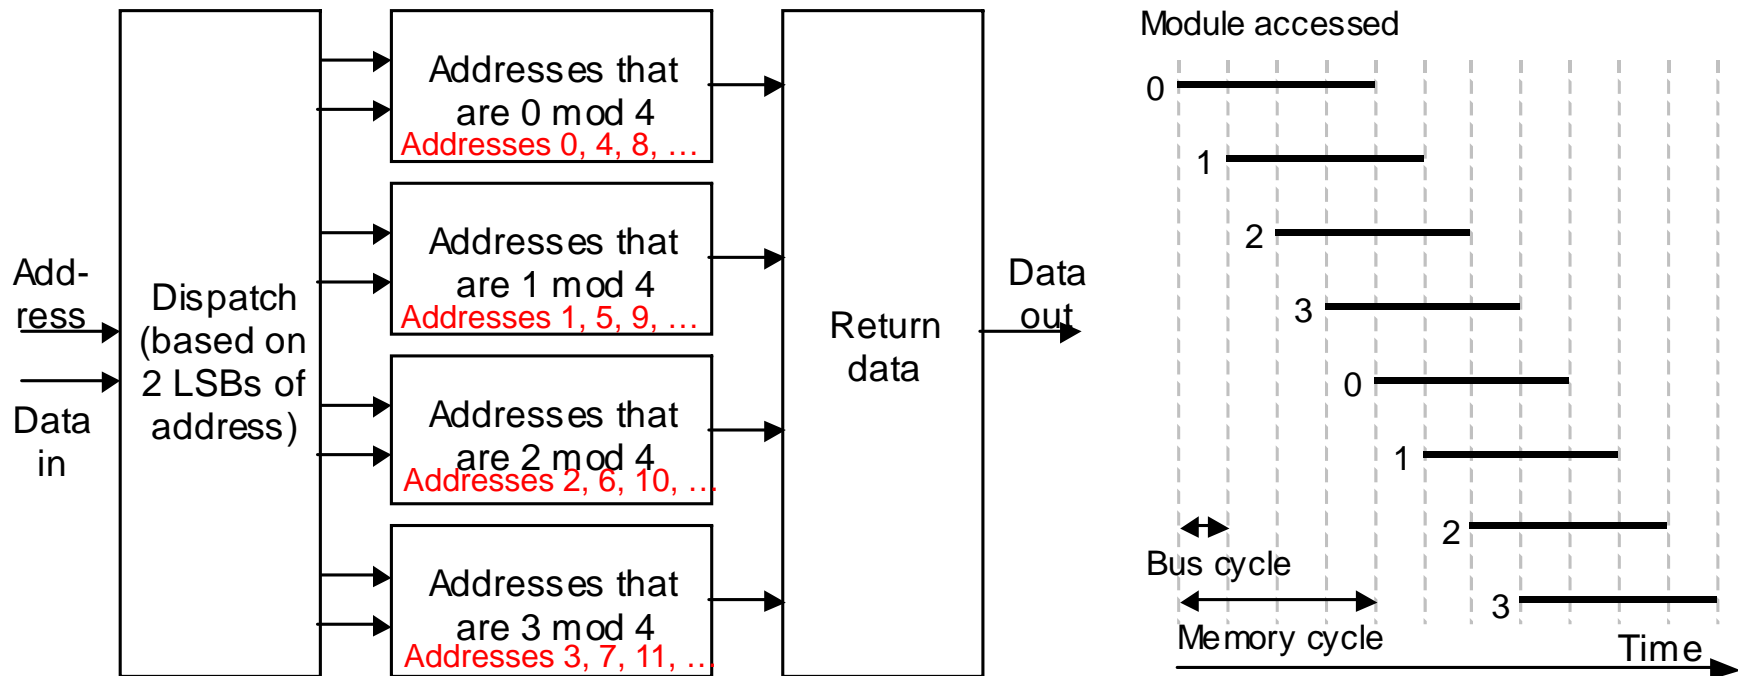 Add-
ress
Data
in
Dispatch
(based on
2 LSBs of
address)
Addresses that
are 0 mod 4
Addresses 0, 4, 8, …
Addresses that
are 1 mod 4
Addresses 1, 5, 9, …
Addresses that
are 2 mod 4
Addresses 2, 6, 10, …
Addresses that
are 3 mod 4
Addresses 3, 7, 11, …
Return
data
Data
out
Module accessed
0
1
2
3
0
1
2
3
Bus cycle
Memory cycle
Time